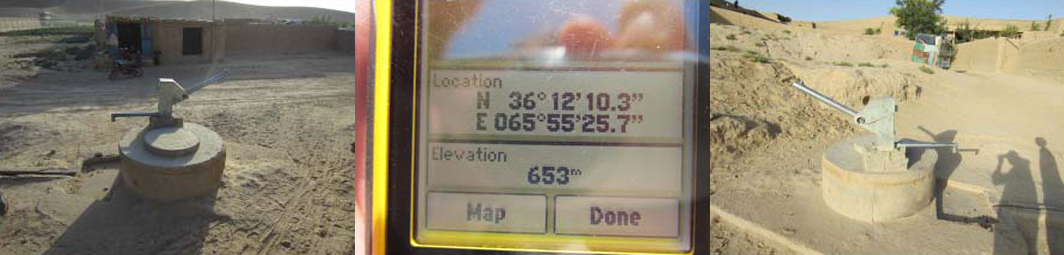 Location
N 36°12'10.3"
E 065°55'25.7"
Elevation
653m
Map
Done